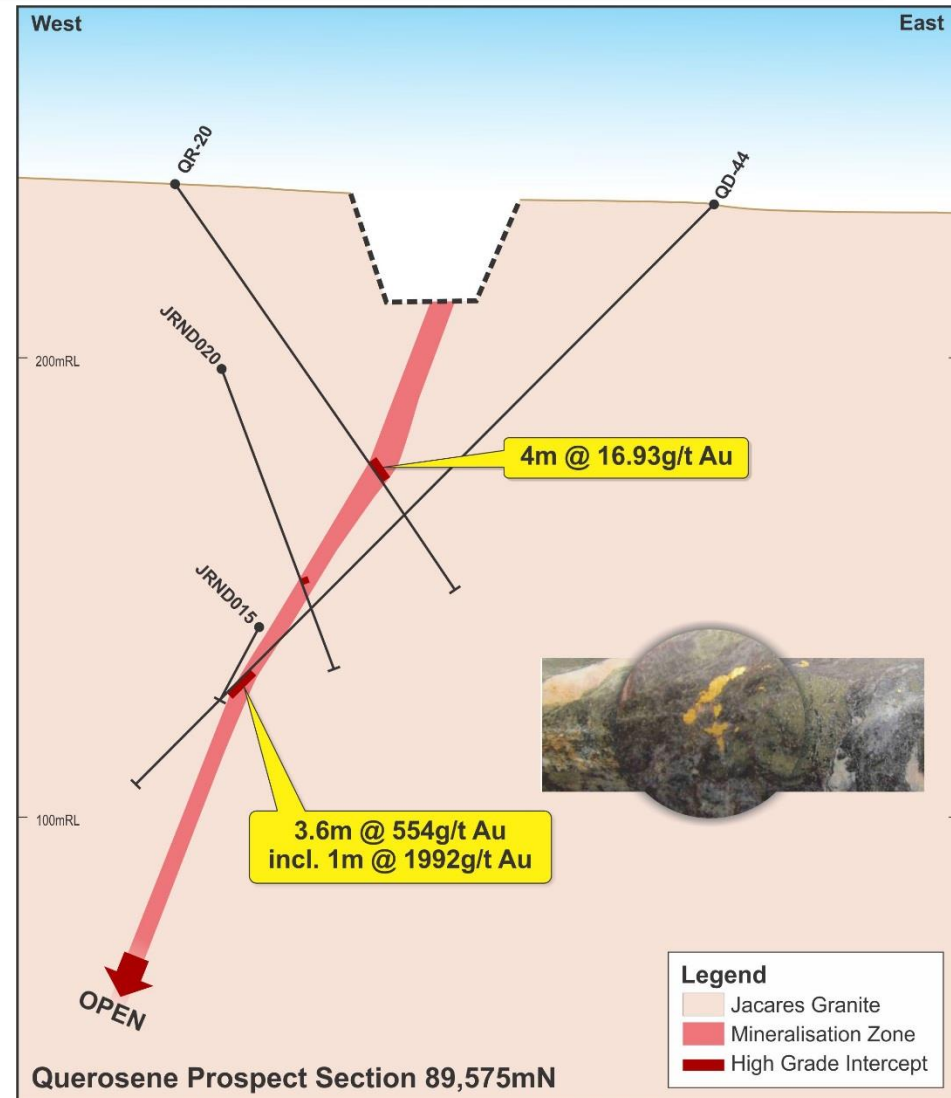 West
East
QR-20
QD-44
JRND020
200mRL
4m @ 16.93g/t Au
JRND015
100mRL
3.6m @ 554g/t Au
incl. 1m @ 1992g/t Au
OPEN
Legend
Jacares Granite
Mineralisation Zone
High Grade Intercept
Querosene Prospect Section 89,575mN